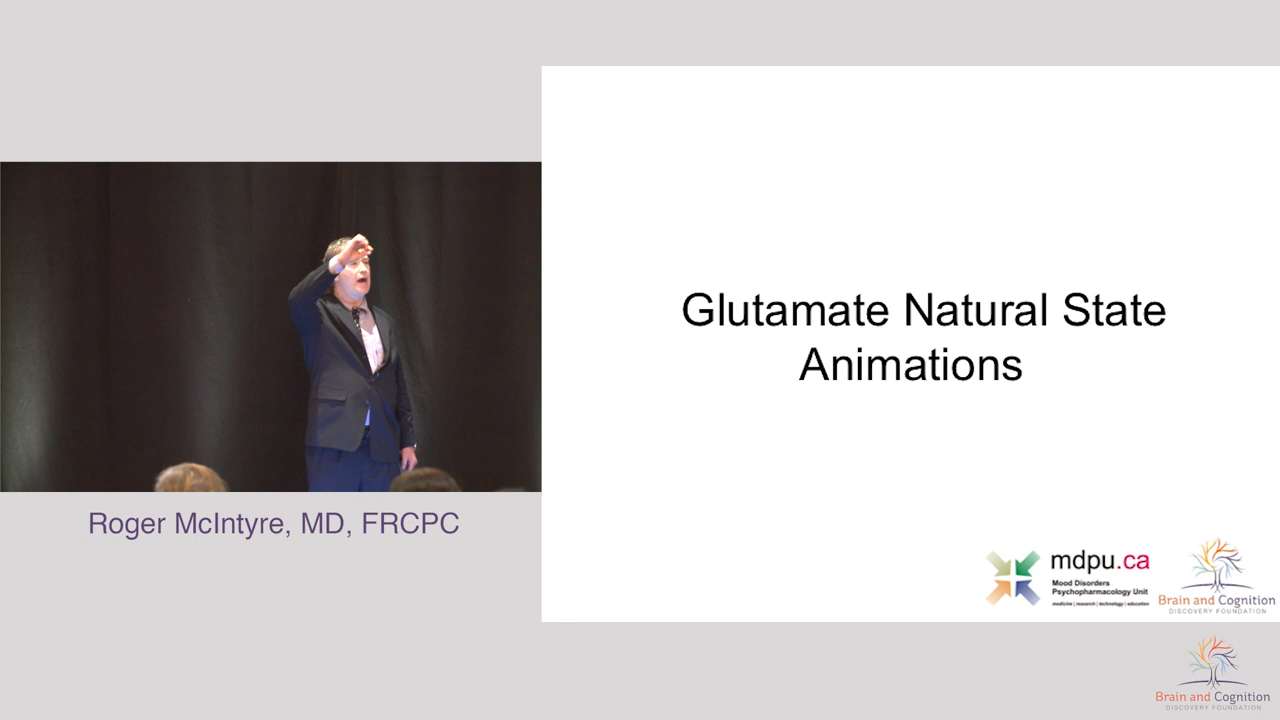 Glutamate Natural State
Animations
Roger McIntyre, MD, FRCPC
mdpu.ca
Mood Disorders
Psychopharmacology Unit
medicine | research | technology | education
Brain and Cognition
DISCOVERY FOUNDATION
Brain and Cognition
DISCOVERY FOUNDATION